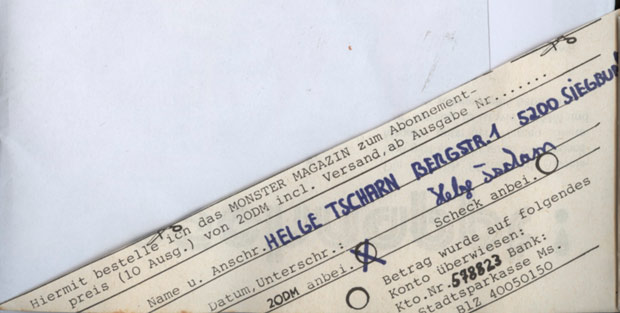 Hiermit bestelle ich das MONSTER MAGAZIN zum Abonnement-
preis (10 Ausg.) von 20DM incl. Versand,ab Ausgabe Nr.......
Name u. Anschr.HELGE TSCHARN BERGSTR.1 5200 SIEGBUR
Datum,Unterschr.:
20DM anbei. Scheck anbei.
Betrag wurde auf folgendes
Konto überwiesen:
Kto.Nr.578823 Bank:
Stadtsparkasse Ms.
Blz 40050150